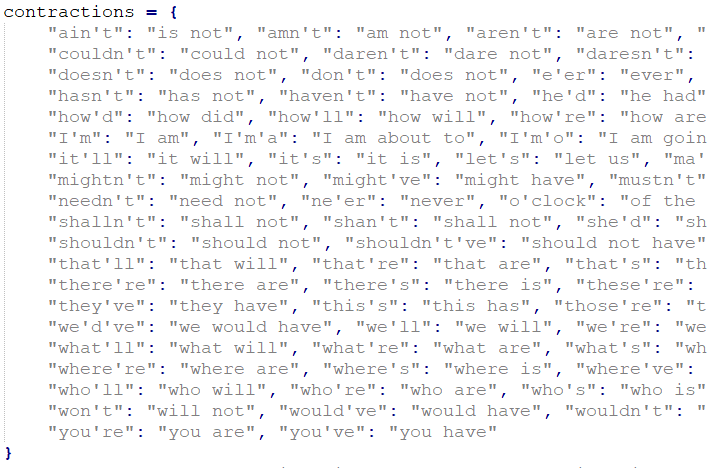 contractions = {
"ain't": "is not", "amn't": "am not", "aren't": "are not", "
"couldn't": "could not", "daren't": "dare not", "daresn't":
"doesn't": "does not", "don't": "does not", "e'er": "ever",
"hasn't": "has not", "haven't": "have not", "he'd": "he had"
"how'd": "how did", "how'll": "how will", "how're": "how are
"I'm": "I am", "I'm'a": "I am about to", "I'm'o": "I am goin
"it'll": "it will", "it's": "it is", "let's": "let us", "ma'
"mightn't": "might not", "might've": "might have", "mustn't"
"needn't": "need not", "ne'er": "never", "o'clock": "of the
"shalln't": "shall not", "shan't": "shall not", "she'd": "sh
"shouldn't": "should not", "shouldn't've": "should not have"
"that'll": "that will", "that're": "that are", "that's": "th
"there're": "there are", "there's": "there is", "these're":
"they've": "they have", "this's": "this has", "those're": "t
"we'd've": "we would have", "we'll": "we will", "we're": "we
"what'll": "what will", "what're": "what are", "what's": "wh
"where're": "where are", "where's": "where is", "where've":
"who'll": "who will", "who're": "who are", "who's": "who is"
"won't": "will not", "would've": "would have", "wouldn't": "
"you're": "you are", "you've": "you have"
}